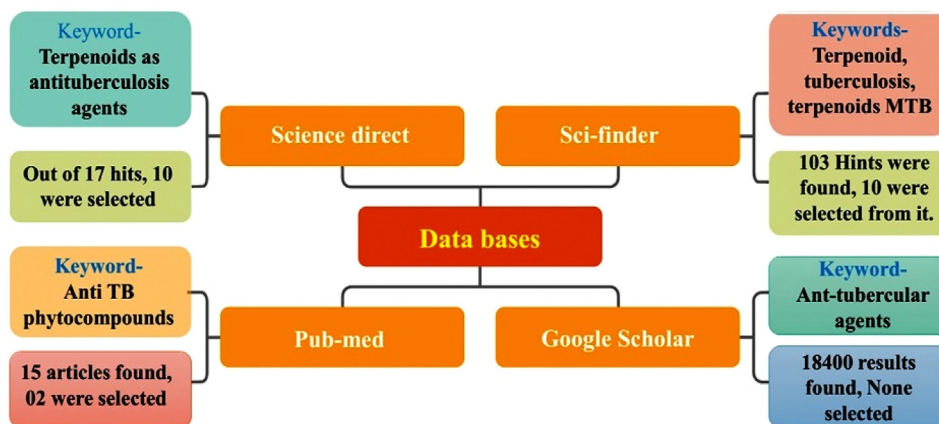 Keyword-
Terpenoids as
antituberculosis
agents
Out of 17 hits, 10
were selected
Science direct
Sci-finder
Keywords-
Terpenoid,
tuberculosis,
terpenoids MTB
103 Hints were
found, 10 were
selected from it.
Data bases
Keyword-
Anti TB
phytocompounds
15 articles found,
02 were selected
Pub-med
Google Scholar
Keyword-
Ant-tubercular
agents
18400 results
found, None
selected